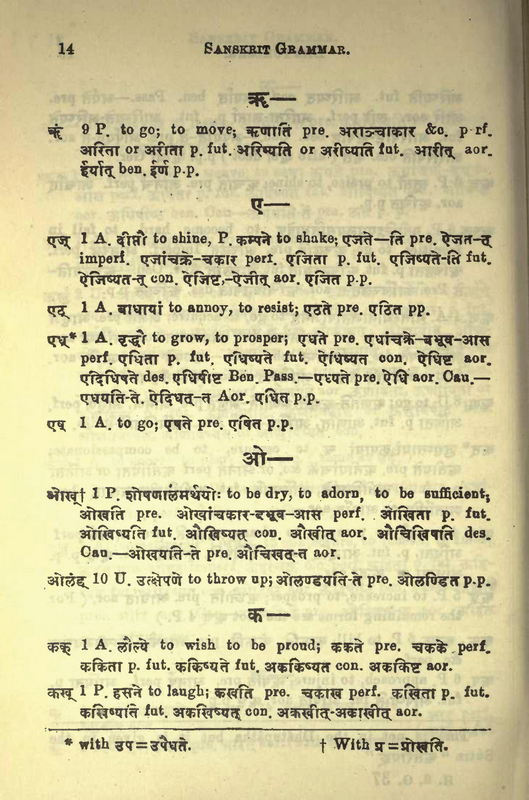 14 SANSKRIT GRAMMAR.
ॠ—
ॠ 9 P. to go; to move; ऋणाति pre. अराञ्चाकार &c. p rf.
अरिता or अरीता p. fut. अरिष्यति or अरीष्यति fut. आरीत् aor.
ईर्यात् ben. ईर्ण p.p.
ए—
एज् 1 A. दीप्तौ to shine, P. कम्पने to shake; एजते—ति pre. ऐजत-त्
imperf. एजांचक्रे-चकार perf. एजिता p. fut. एजिष्यते-ति fut.
ऐजिष्यत-त् con. ऐजिष्ट,-ऐजीत् aor. एजित p.p.
एठ् 1 A. बाधायां to annoy, to resist; एठते pre. एठित pp.
एध्* 1 A. वृद्धौ to grow, to prosper; एधते pre. एधांचक्रे-बभूव-आस
perf. एधिता p. fut. एधिष्यते fut. ऐधिष्यत con. ऐधिष्ट aor.
एदिधिषते des. एधिषीष्ट Ben. Pass.—एध्यते pre. ऐधि aor. Cau.—
एधयति-ते. ऐदिधत्-त Aor. एधित p.p.
एष् 1 A. to go; एषते pre. एषित p.p.
ओ—
ओख्† 1 P. शोषणालमर्थयोः to be dry, to adorn, to be sufficient;
ओखति pre. ओखांचकार-बभूव-आस perf. ओखिता p. fut.
ओखिष्यति fut. औखिष्यत् con. औखीत् aor. ओचिखिषति des.
Cau.—ओखयति-ते pre. औचिखत्-त aor.
ओलंड् 10 U. उत्क्षेपणे to throw up; ओलण्डयति-ते pre. ओलण्डित p.p.
क—
कक् 1 A. लौल्ये to wish to be proud; ककते pre. चकके perf.
ककिता p. fut. ककिष्यते fut. अककिष्यत con. अककिष्ट aor.
कख् 1 P. हसने to laugh; कखति pre. चकाख perf. कखिता p. fut.
कखिष्यति fut. अकखिष्यत् con. अकखीत्-अकाखीत् aor.
* with उप=उपैधते. † With प्र=प्रोखति.